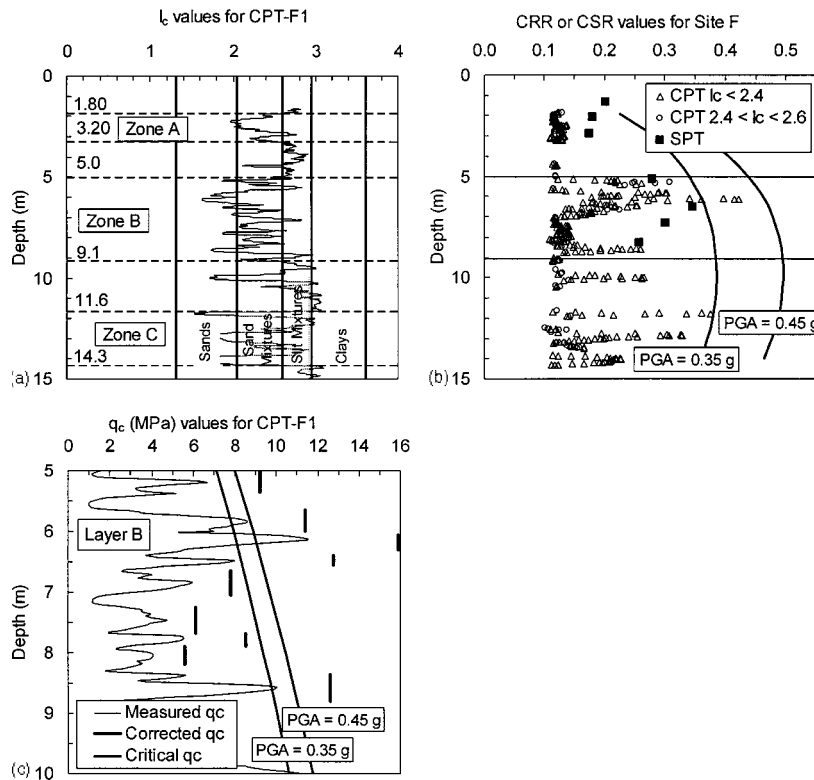 Ic values for CPT-F1
0 1 2 3 4
0
5
10
15
Depth (m)
1.80
3.20
Zone A
5.0
Zone B
9.1
11.6
Zone C
14.3
Sands
Sand Mixtures
Silt Mixtures
Clays
(a)
CRR or CSR values for Site F
0.0 0.1 0.2 0.3 0.4 0.5
0
5
10
15
Depth (m)
CPT Ic < 2.4
CPT 2.4 < Ic < 2.6
SPT
PGA = 0.45 g
PGA = 0.35 g
(b)
qc (MPa) values for CPT-F1
0 2 4 6 8 10 12 14 16
5
6
7
8
9
10
Depth (m)
Layer B
Measured qc
Corrected qc
Critical qc
PGA = 0.45 g
PGA = 0.35 g
(c)